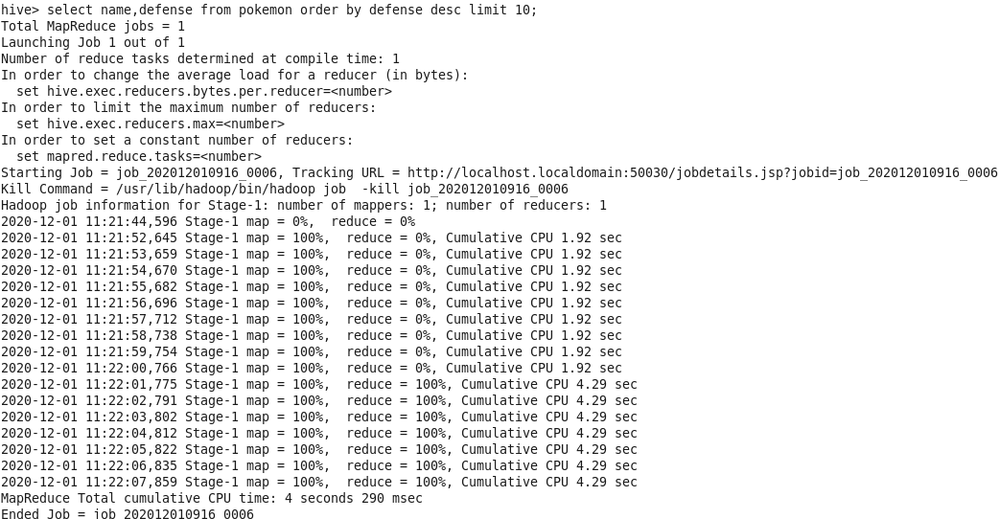 hive> select name,defense from pokemon order by defense desc limit 10;
Total MapReduce jobs = 1
Launching Job 1 out of 1
Number of reduce tasks determined at compile time: 1
In order to change the average load for a reducer (in bytes):
  set hive.exec.reducers.bytes.per.reducer=<number>
In order to limit the maximum number of reducers:
  set hive.exec.reducers.max=<number>
In order to set a constant number of reducers:
  set mapred.reduce.tasks=<number>
Starting Job = job_202012010916_0006, Tracking URL = http://localhost.localdomain:50030/jobdetails.jsp?jobid=job_202012010916_0006
Kill Command = /usr/lib/hadoop/bin/hadoop job  -kill job_202012010916_0006
Hadoop job information for Stage-1: number of mappers: 1; number of reducers: 1
2020-12-01 11:21:44,596 Stage-1 map = 0%,  reduce = 0%
2020-12-01 11:21:52,645 Stage-1 map = 100%,  reduce = 0%, Cumulative CPU 1.92 sec
2020-12-01 11:21:53,659 Stage-1 map = 100%,  reduce = 0%, Cumulative CPU 1.92 sec
2020-12-01 11:21:54,670 Stage-1 map = 100%,  reduce = 0%, Cumulative CPU 1.92 sec
2020-12-01 11:21:55,682 Stage-1 map = 100%,  reduce = 0%, Cumulative CPU 1.92 sec
2020-12-01 11:21:56,696 Stage-1 map = 100%,  reduce = 0%, Cumulative CPU 1.92 sec
2020-12-01 11:21:57,712 Stage-1 map = 100%,  reduce = 0%, Cumulative CPU 1.92 sec
2020-12-01 11:21:58,738 Stage-1 map = 100%,  reduce = 0%, Cumulative CPU 1.92 sec
2020-12-01 11:21:59,754 Stage-1 map = 100%,  reduce = 0%, Cumulative CPU 1.92 sec
2020-12-01 11:22:00,766 Stage-1 map = 100%,  reduce = 0%, Cumulative CPU 1.92 sec
2020-12-01 11:22:01,775 Stage-1 map = 100%,  reduce = 100%, Cumulative CPU 4.29 sec
2020-12-01 11:22:02,791 Stage-1 map = 100%,  reduce = 100%, Cumulative CPU 4.29 sec
2020-12-01 11:22:03,802 Stage-1 map = 100%,  reduce = 100%, Cumulative CPU 4.29 sec
2020-12-01 11:22:04,812 Stage-1 map = 100%,  reduce = 100%, Cumulative CPU 4.29 sec
2020-12-01 11:22:05,822 Stage-1 map = 100%,  reduce = 100%, Cumulative CPU 4.29 sec
2020-12-01 11:22:06,835 Stage-1 map = 100%,  reduce = 100%, Cumulative CPU 4.29 sec
2020-12-01 11:22:07,859 Stage-1 map = 100%,  reduce = 100%, Cumulative CPU 4.29 sec
MapReduce Total cumulative CPU time: 4 seconds 290 msec
Ended Job = job_202012010916_0006